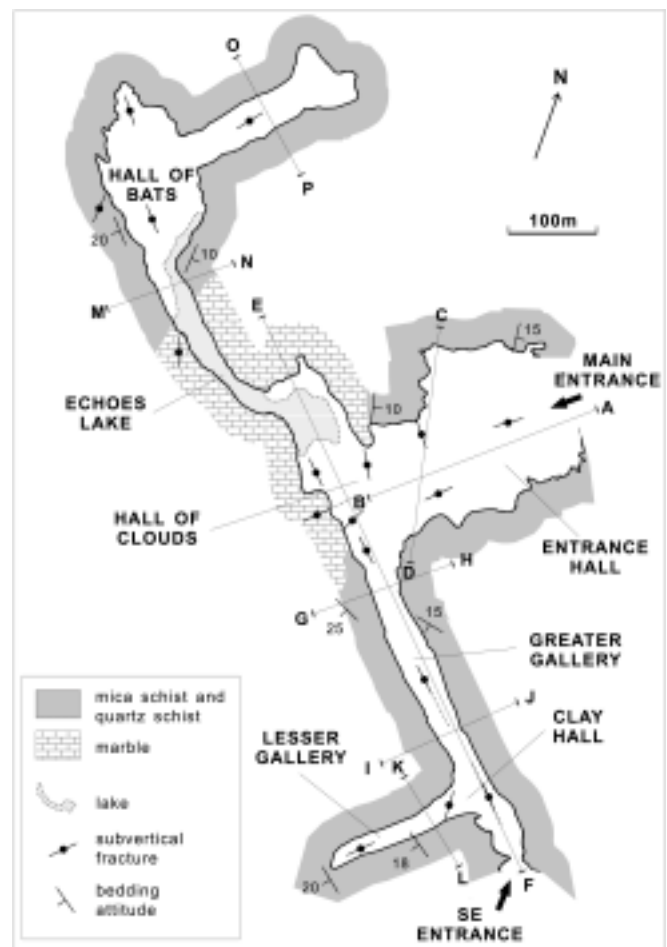 O
N
HALL OF
BATS
P
100m
20
10
N
M'
E
C
15
MAIN
ENTRANCE
ECHOES
LAKE
10
A
B'
HALL OF
CLOUDS
ENTRANCE
HALL
D
H
G
25
15
GREATER
GALLERY
J
CLAY
HALL
LESSER
GALLERY
I
K
18
20
L
F
SE
ENTRANCE
mica schist and
quartz schist
marble
lake
subvertical
fracture
bedding
attitude